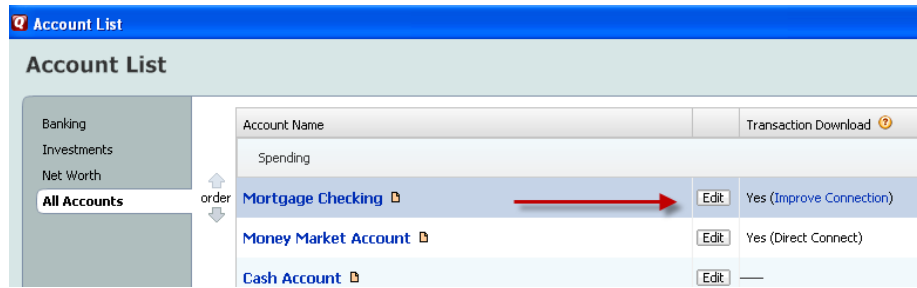 Account List
Account List
Banking
Investments
Net Worth
All Accounts
order
Account Name Transaction Download ?
Spending
Mortgage Checking Edit Yes (Improve Connection)
Money Market Account Edit Yes (Direct Connect)
Cash Account Edit —